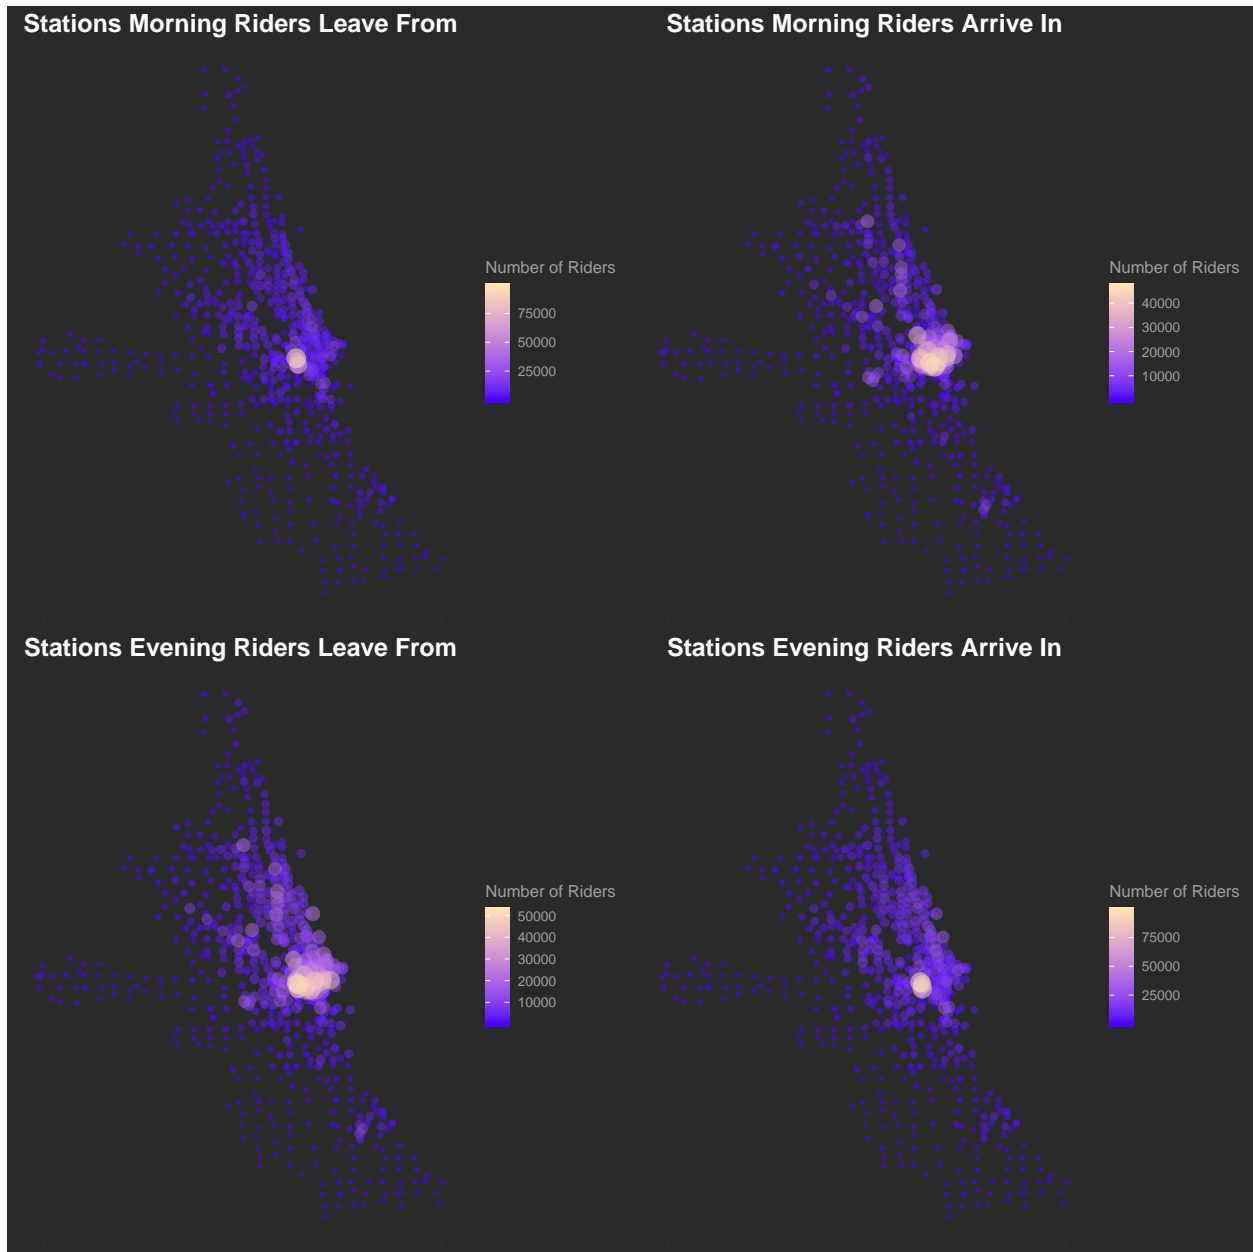 Stations Morning Riders Leave From
Number of Riders
75000
50000
25000
Stations Morning Riders Arrive In
Number of Riders
40000
30000
20000
10000
Stations Evening Riders Leave From
Number of Riders
50000
40000
30000
20000
10000
Stations Evening Riders Arrive In
Number of Riders
75000
50000
25000